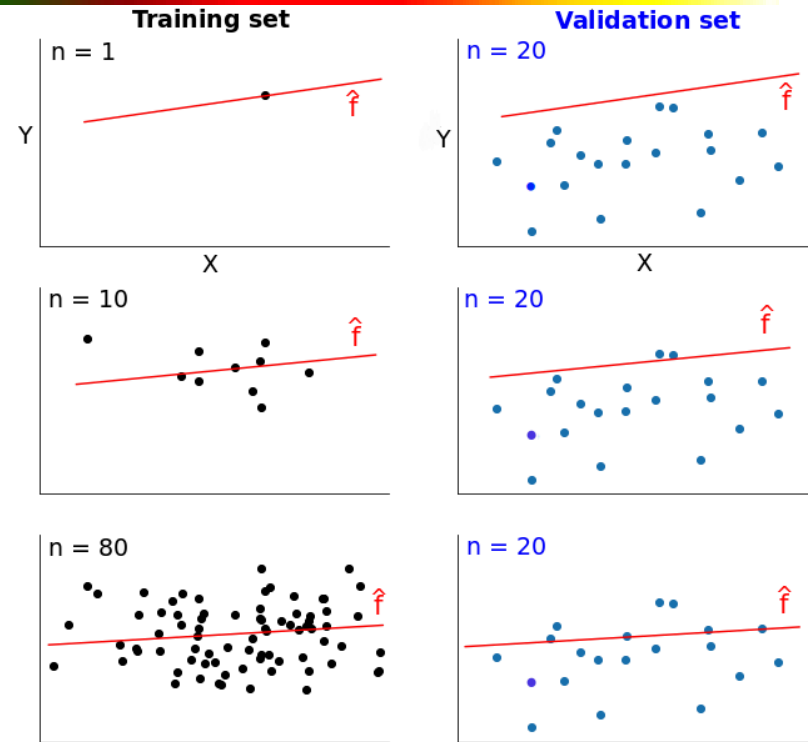 Training set
Validation set
n = 1
n = 20
f̂
f̂
Y
Y
X
X
n = 10
n = 20
f̂
f̂
n = 80
n = 20
f̂
f̂